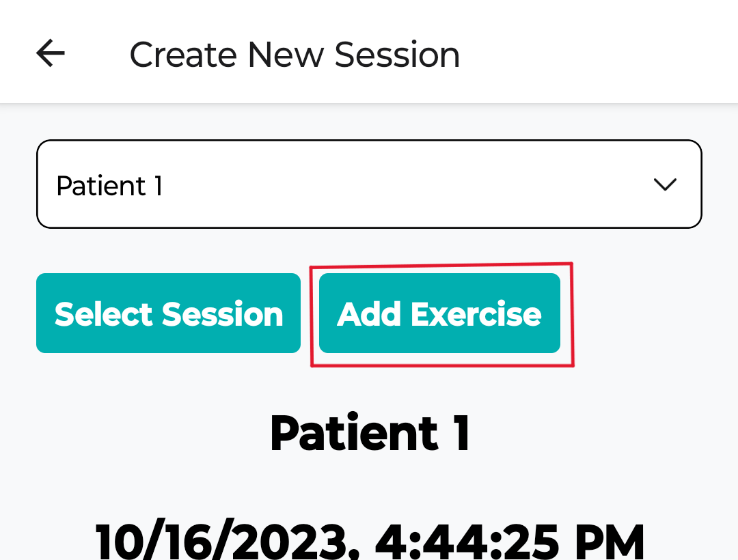 Create New Session
Patient 1
Select Session
Add Exercise
Patient 1
10/16/2023, 4:44:25 PM